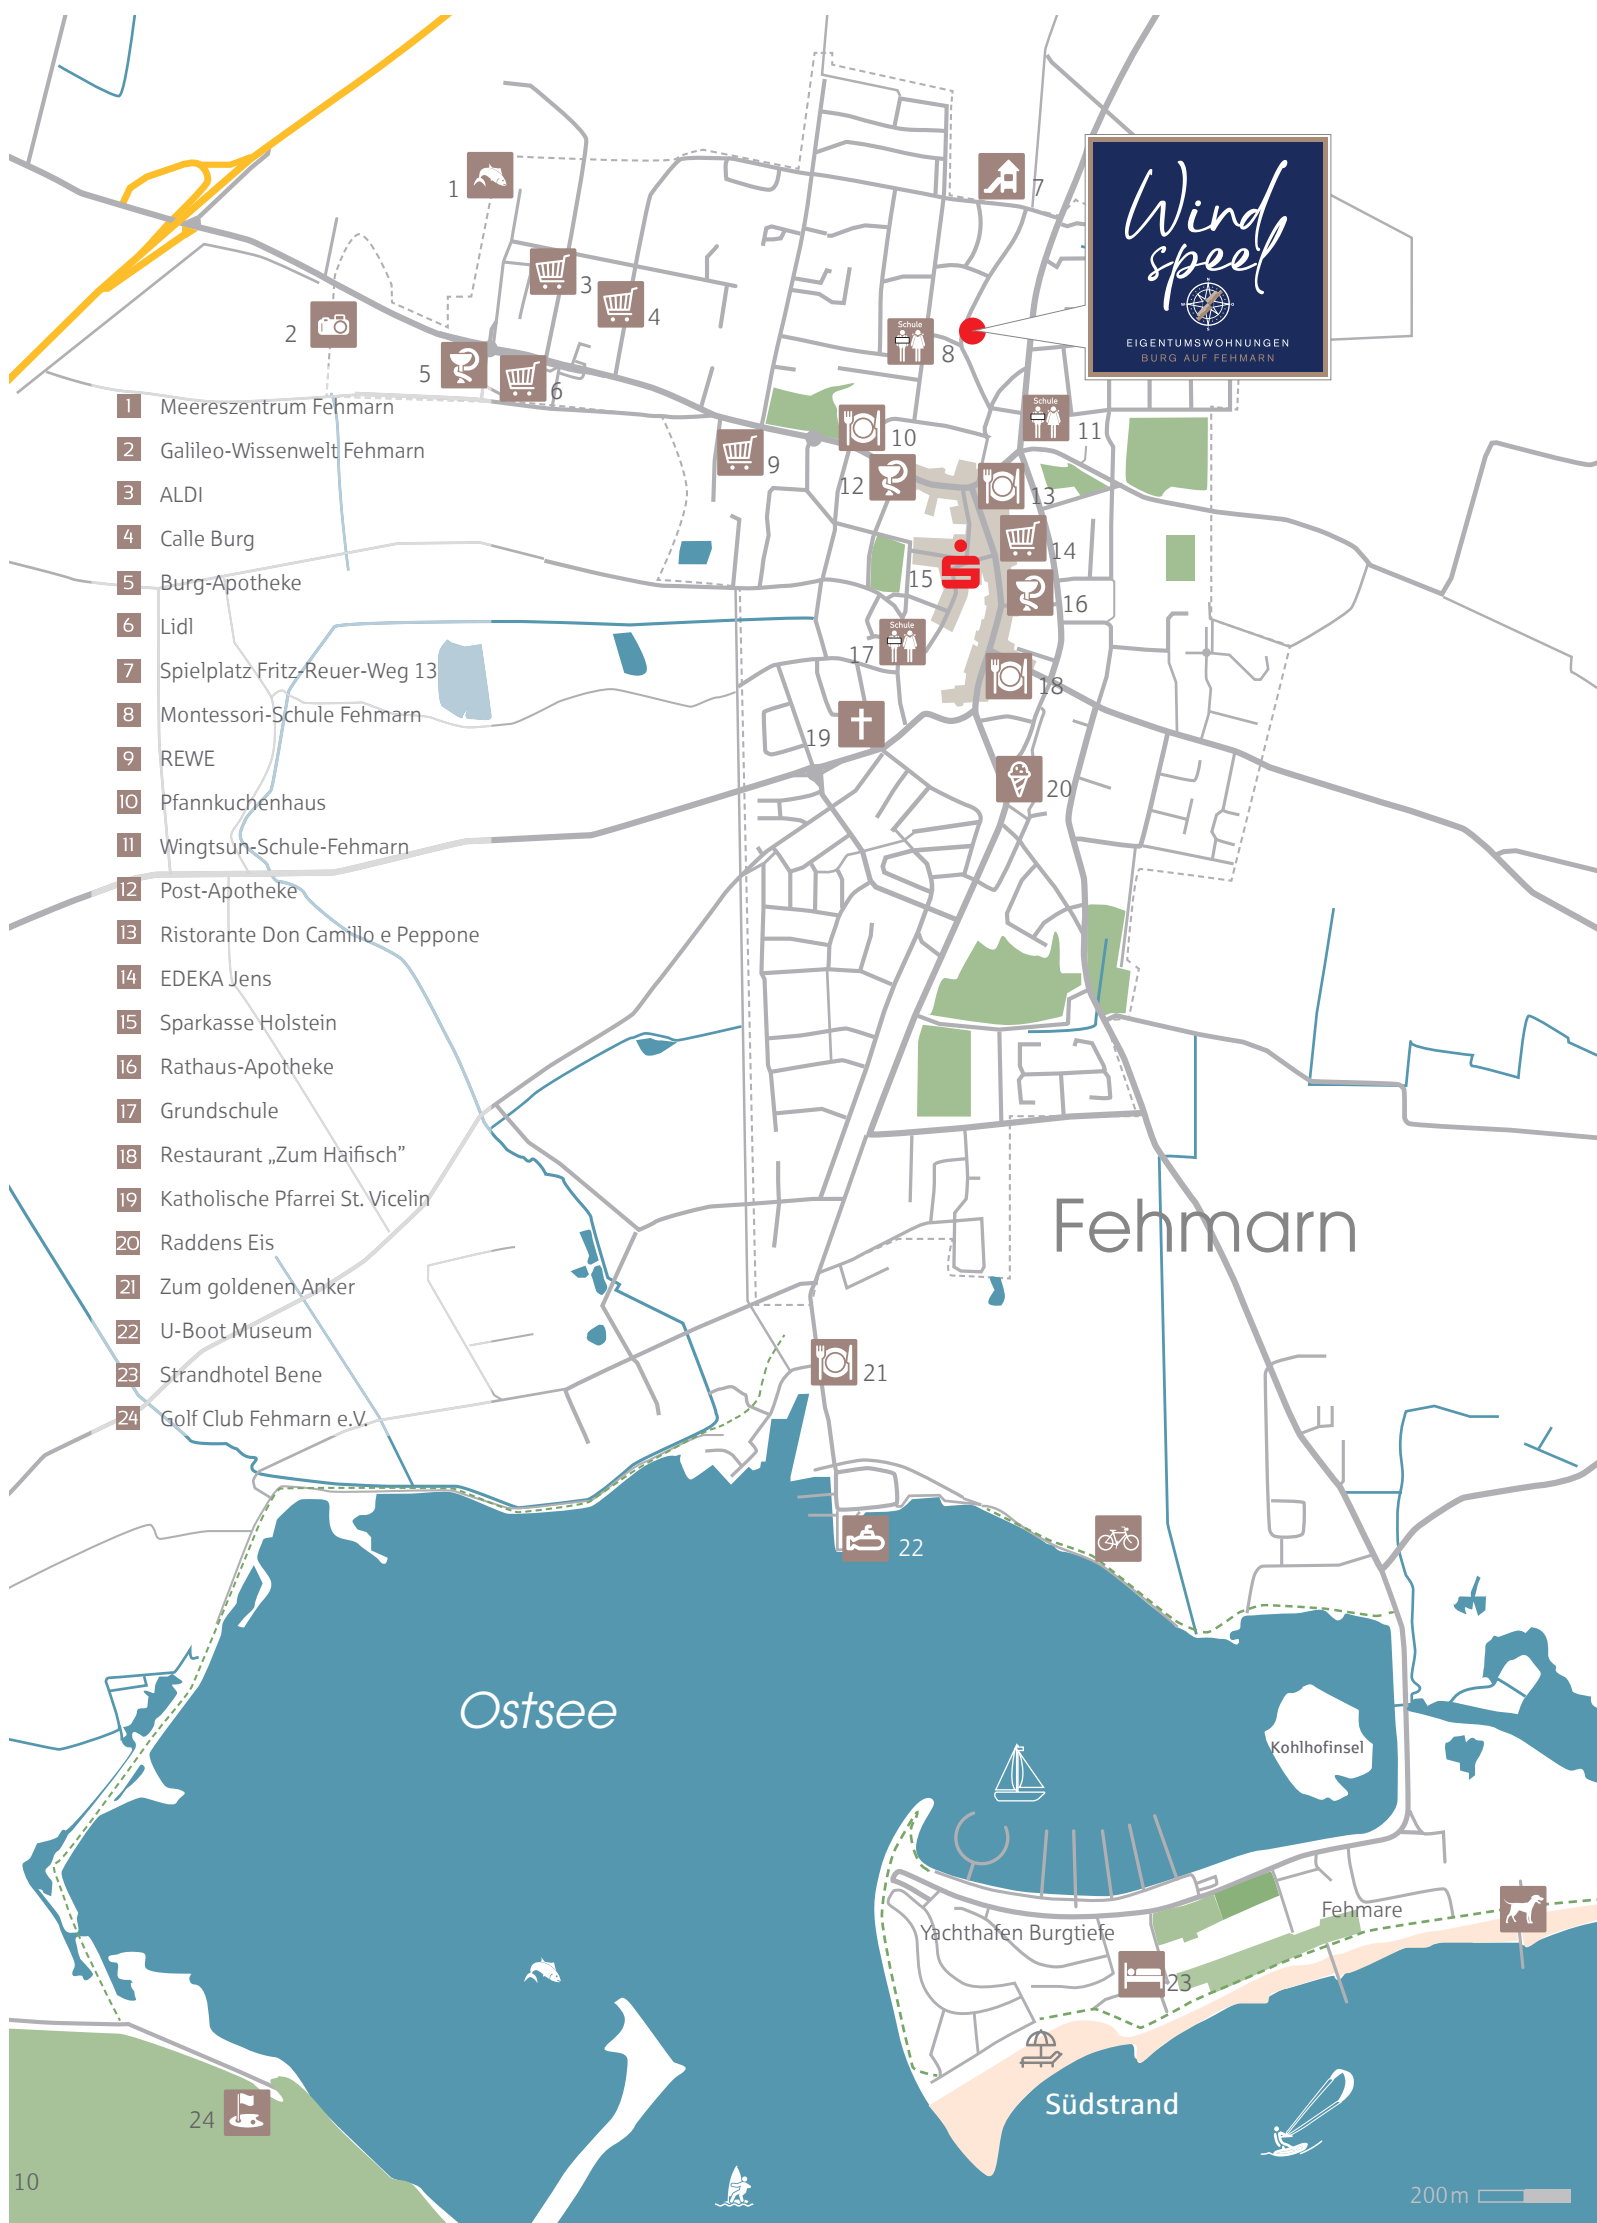 Wind
speel
N
EIGENTUMSWOHNUNGEN
BURG AUF FEHMARN
1
7
3
4
2
Schule
8
5
6
Schule
11
10
9
12
13
14
15
16
Schule
17
18
19
20
1 Meereszentrum Fehmarn
2 Galileo-Wissenwelt Fehmarn
3 ALDI
4 Calle Burg
5 Burg-Apotheke
6 Lidl
7 Spielplatz Fritz-Reuer-Weg 13
8 Montessori-Schule Fehmarn
9 REWE
10 Pfannkuchenhaus
11 Wingtsun-Schule-Fehmarn
12 Post-Apotheke
13 Ristorante Don Camillo e Peppone
14 EDEKA Jens
15 Sparkasse Holstein
16 Rathaus-Apotheke
17 Grundschule
18 Restaurant „Zum Haifisch”
19 Katholische Pfarrei St. Vicelin
20 Raddens Eis
21 Zum goldenen Anker
22 U-Boot Museum
23 Strandhotel Bene
24 Golf Club Fehmarn e.V.
Fehmarn
21
22
Ostsee
Kohlhofinsel
Fehmare
Yachthafen Burgtiefe
23
Südstrand
24
10
200 m